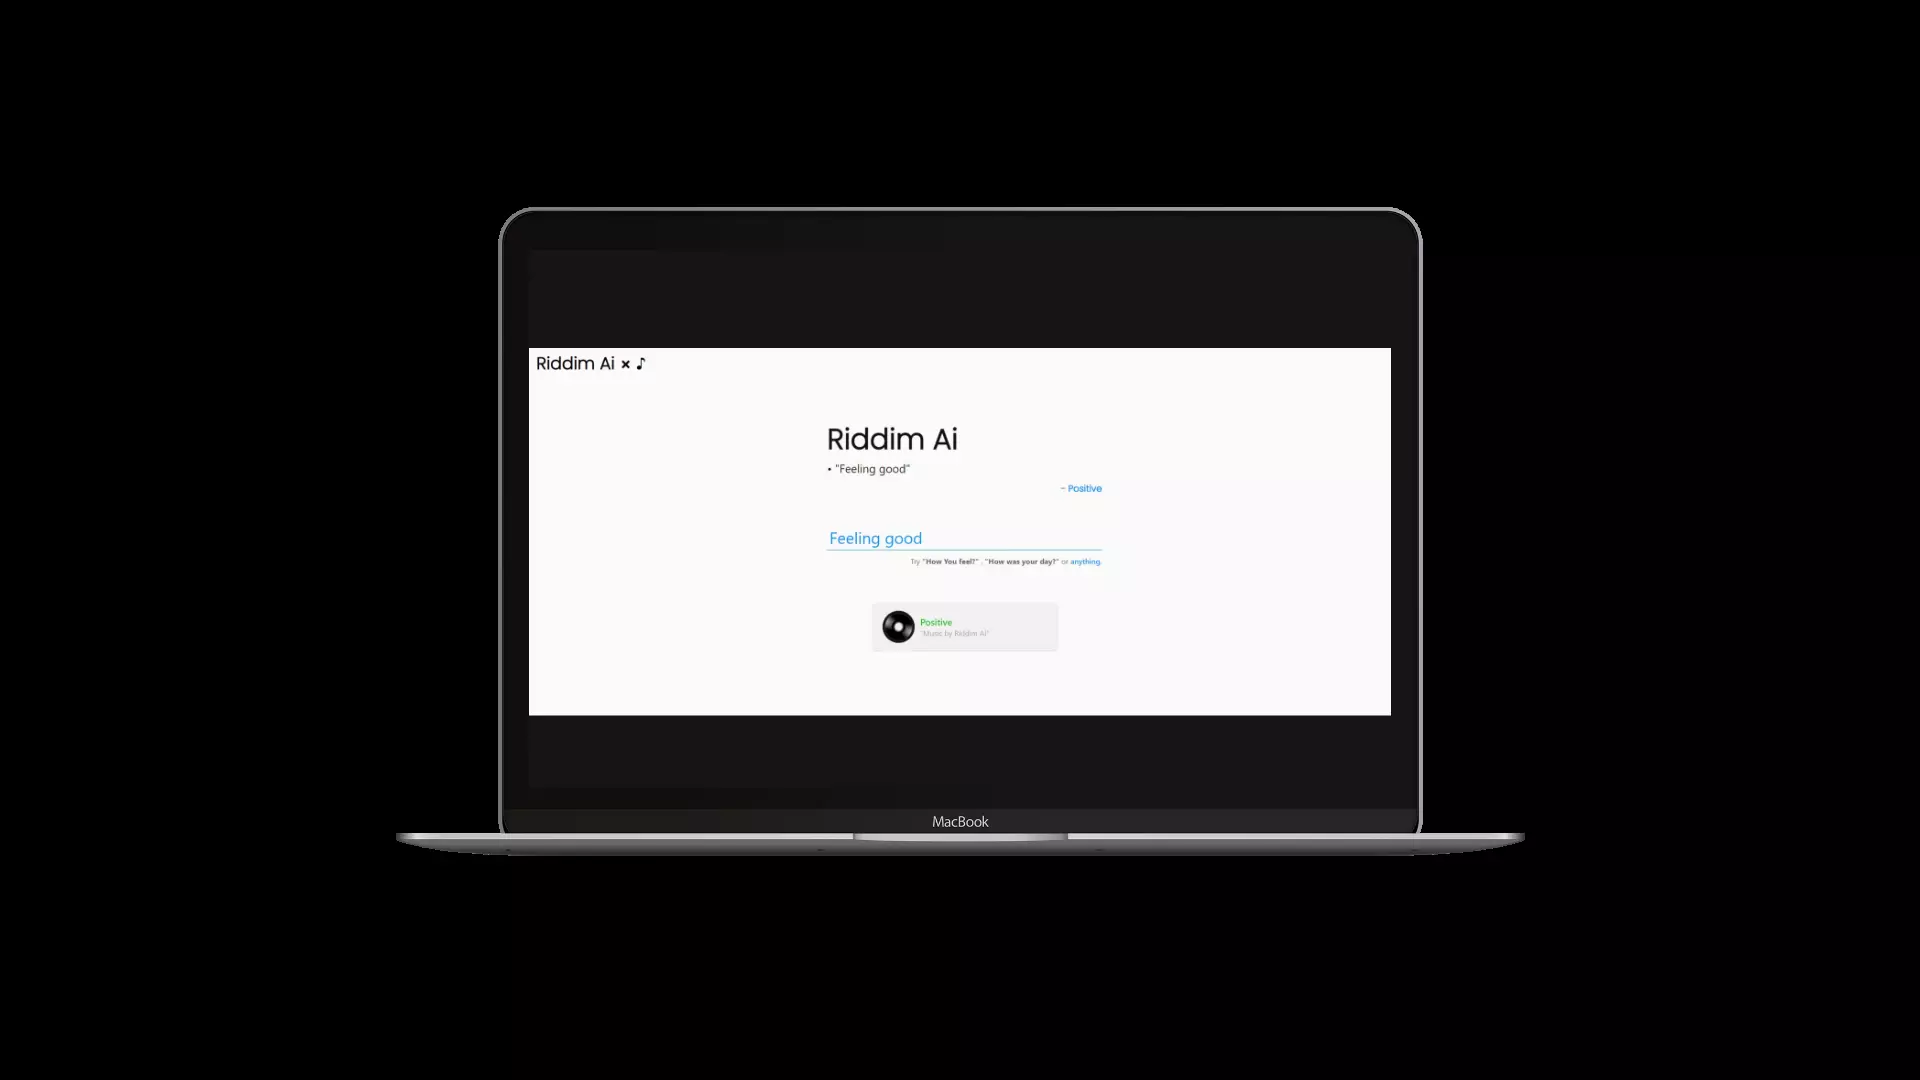 Riddim Ai × ♪
Riddim Ai
• "Feeling good"
- Positive
Feeling good
Try "How You feel?" , "How was your day?" or anything.
Positive
"Music by Riddim AI"
MacBook